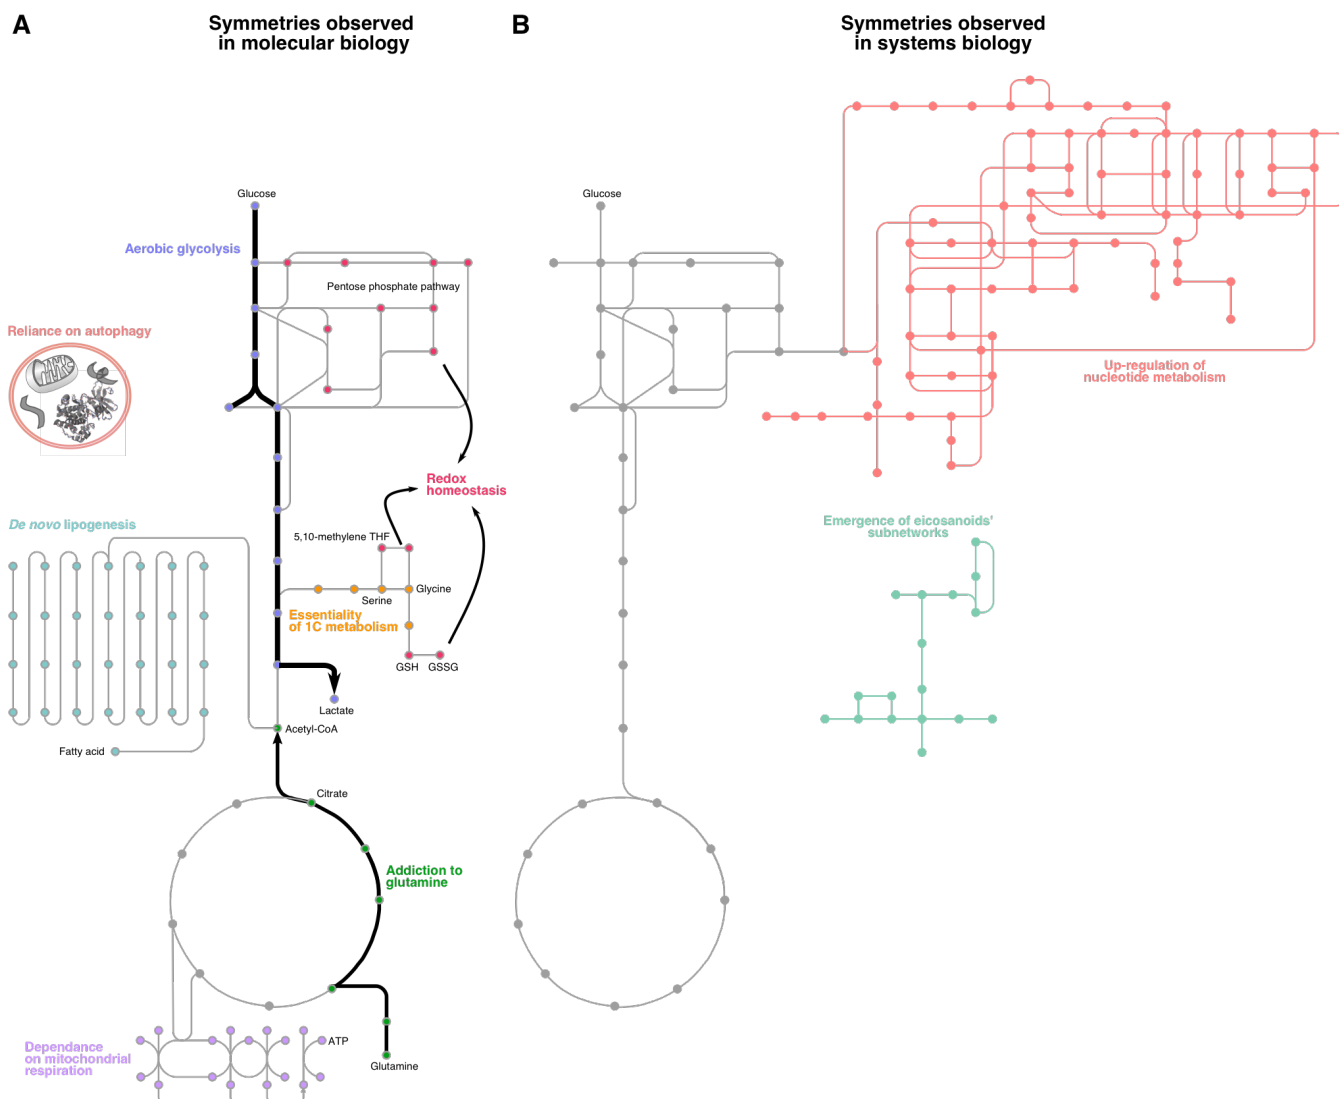 A
Symmetries observed
in molecular biology
B
Symmetries observed
in systems biology
Glucose
Aerobic glycolysis
Pentose phosphate pathway
Reliance on autophagy
Redox
homeostasis
De novo lipogenesis
5,10-methylene THF
Serine
Glycine
Essentiality
of 1C metabolism
GSH
GSSG
Lactate
Acetyl-CoA
Fatty acid
Citrate
Addiction to
glutamine
ATP
Dependance
on mitochondrial
respiration
Glutamine
Glucose
Up-regulation of
nucleotide metabolism
Emergence of eicosanoids'
subnetworks